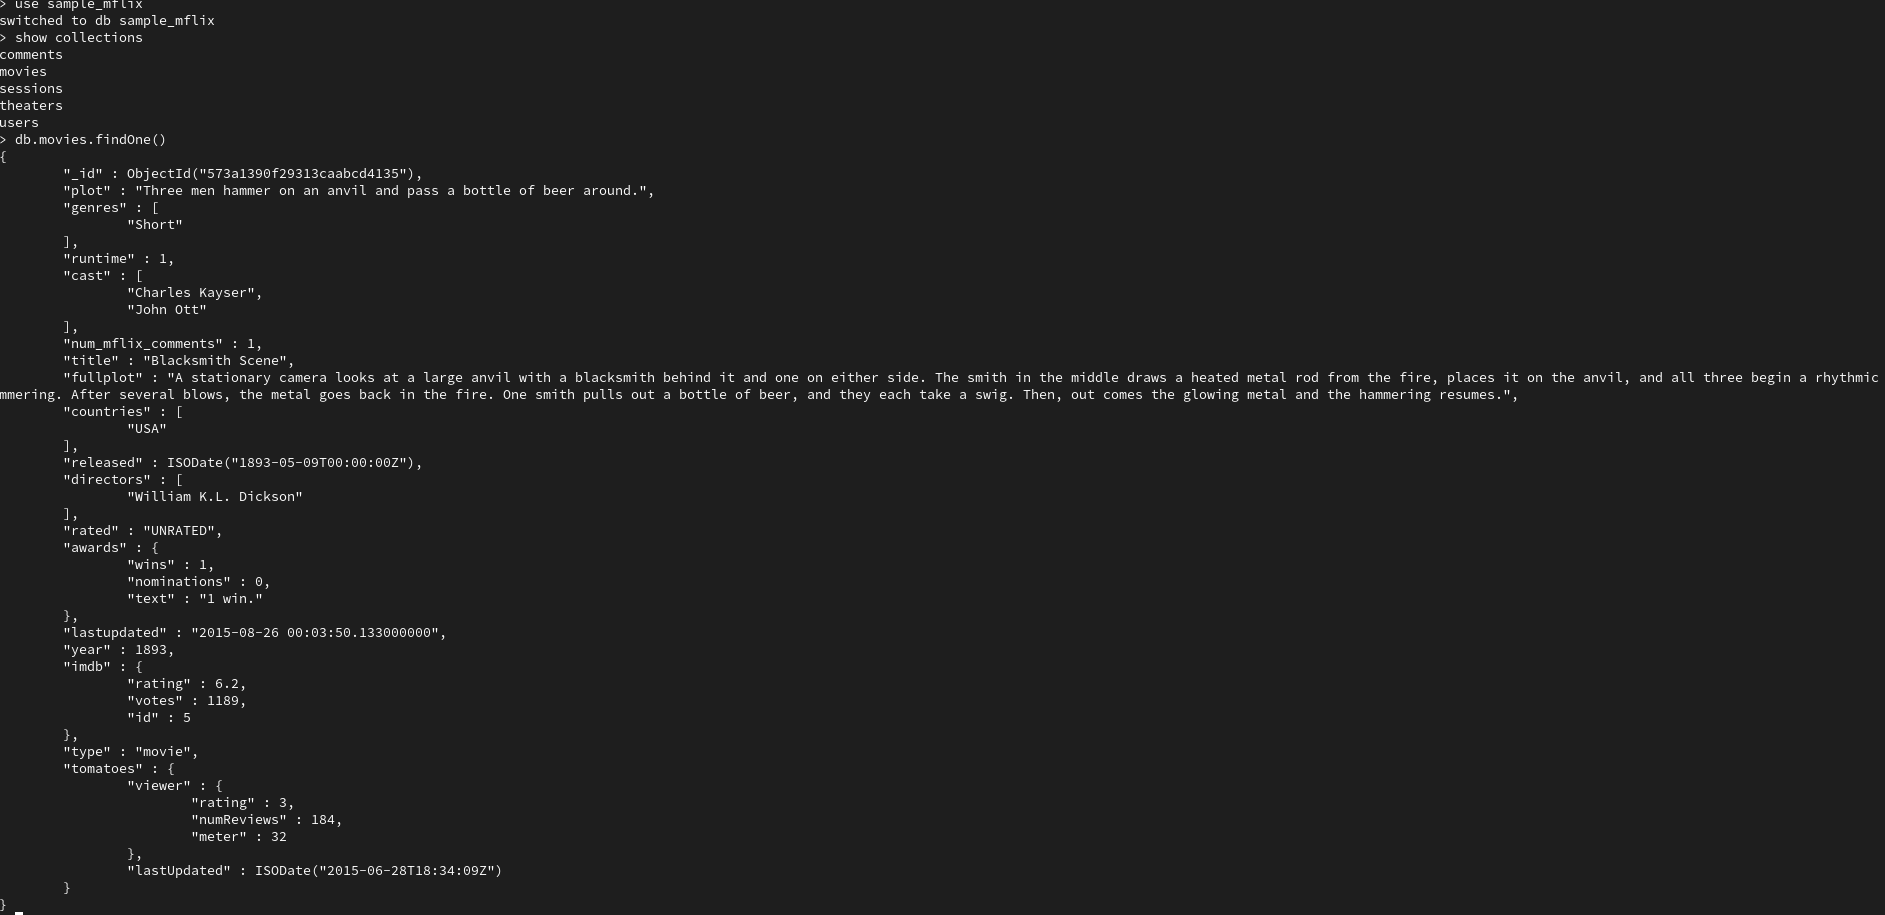 > use sample_mflix
switched to db sample_mflix
> show collections
comments
movies
sessions
theaters
users
> db.movies.findOne()
{
        "_id" : ObjectId("573a1390f29313caabcd4135"),
        "plot" : "Three men hammer on an anvil and pass a bottle of beer around.",
        "genres" : [
                "Short"
        ],
        "runtime" : 1,
        "cast" : [
                "Charles Kayser",
                "John Ott"
        ],
        "num_mflix_comments" : 1,
        "title" : "Blacksmith Scene",
        "fullplot" : "A stationary camera looks at a large anvil with a blacksmith behind it and one on either side. The smith in the middle draws a heated metal rod from the fire, places it on the anvil, and all three begin a rhythmic
mmering. After several blows, the metal goes back in the fire. One smith pulls out a bottle of beer, and they each take a swig. Then, out comes the glowing metal and the hammering resumes.",
        "countries" : [
                "USA"
        ],
        "released" : ISODate("1893-05-09T00:00:00Z"),
        "directors" : [
                "William K.L. Dickson"
        ],
        "rated" : "UNRATED",
        "awards" : {
                "wins" : 1,
                "nominations" : 0,
                "text" : "1 win."
        },
        "lastupdated" : "2015-08-26 00:03:50.133000000",
        "year" : 1893,
        "imdb" : {
                "rating" : 6.2,
                "votes" : 1189,
                "id" : 5
        },
        "type" : "movie",
        "tomatoes" : {
                "viewer" : {
                        "rating" : 3,
                        "numReviews" : 184,
                        "meter" : 32
                },
                "lastUpdated" : ISODate("2015-06-28T18:34:09Z")
        }
}